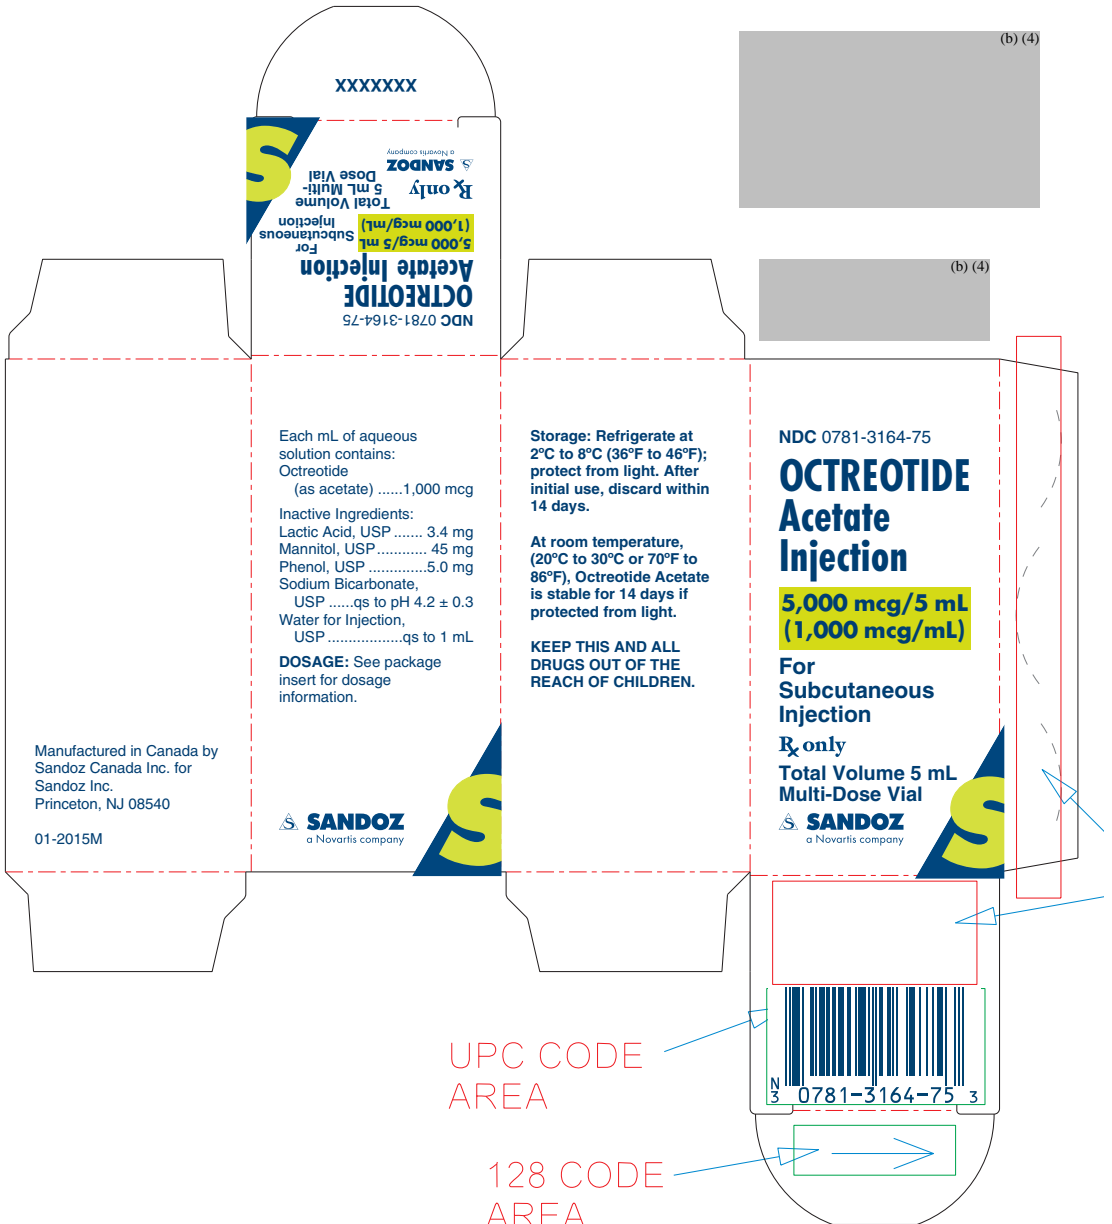 (b) (4)
XXXXXXX
NDC 0781-3164-75
OCTREOTIDE
Acetate Injection
5,000 mcg/5 mL
(1,000 mcg/mL)
For
Subcutaneous
Injection
Rx only
Total Volume
5 mL Multi-
Dose Vial
S SANDOZ
a Novartis company
S
(b) (4)
Manufactured in Canada by
Sandoz Canada Inc. for
Sandoz Inc.
Princeton, NJ 08540
01-2015M
Each mL of aqueous
solution contains:
Octreotide
(as acetate) ......1,000 mcg
Inactive Ingredients:
Lactic Acid, USP ....... 3.4 mg
Mannitol, USP............ 45 mg
Phenol, USP ..............5.0 mg
Sodium Bicarbonate,
USP ......qs to pH 4.2 ± 0.3
Water for Injection,
USP ..................qs to 1 mL
DOSAGE: See package
insert for dosage
information.
S SANDOZ
a Novartis company
S
Storage: Refrigerate at
2ºC to 8ºC (36ºF to 46ºF);
protect from light. After
initial use, discard within
14 days.
At room temperature,
(20ºC to 30ºC or 70ºF to
86ºF), Octreotide Acetate
is stable for 14 days if
protected from light.
KEEP THIS AND ALL
DRUGS OUT OF THE
REACH OF CHILDREN.
NDC 0781-3164-75
OCTREOTIDE
Acetate
Injection
5,000 mcg/5 mL
(1,000 mcg/mL)
For
Subcutaneous
Injection
Rx only
Total Volume 5 mL
Multi-Dose Vial
S SANDOZ
a Novartis company
S
UPC CODE
AREA
N
3 0781-3164-75 3
128 CODE
AREA